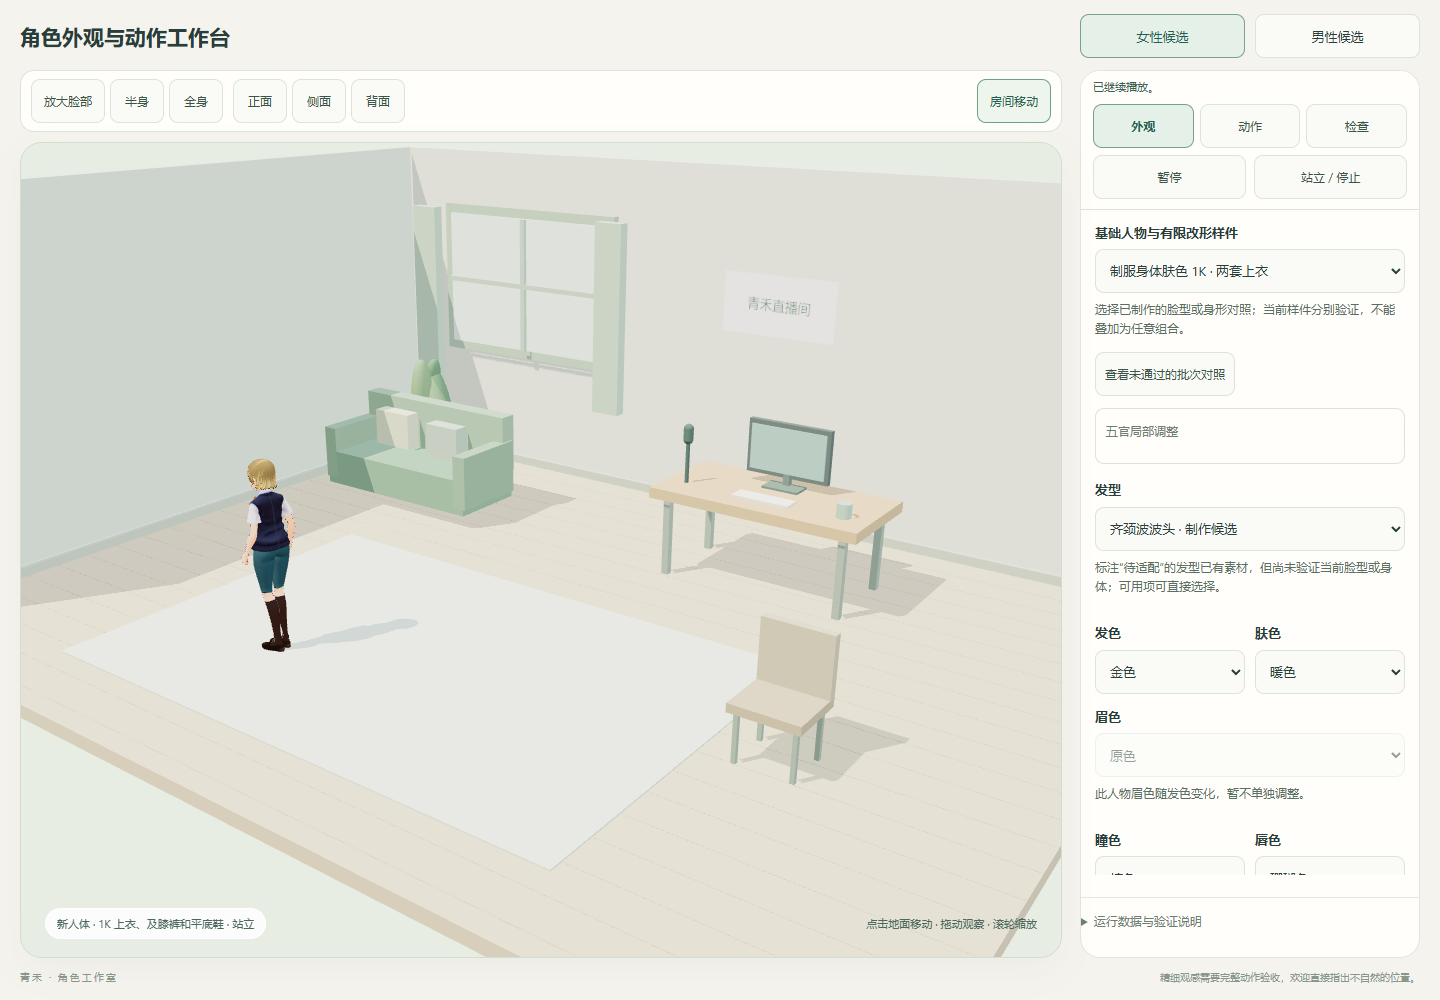 角色外观与动作工作台
女性候选
男性候选
放大脸部
半身
全身
正面
侧面
背面
房间移动
已继续播放。
外观
动作
检查
暂停
站立 / 停止
青禾直播间
基础人物与有限改形样件
制服身体肤色 1K · 两套上衣
选择已制作的脸型或身形对照；当前样件分别验证，不能
叠加为任意组合。
查看未通过的批次对照
五官局部调整
发型
齐颈波波头 · 制作候选
标注“待适配”的发型已有素材，但尚未验证当前脸型或身
体；可用项可直接选择。
发色
肤色
金色
暖色
眉色
原色
此人物眉色随发色变化，暂不单独调整。
瞳色
唇色
新人体 · 1K 上衣、及膝裤和平底鞋 · 站立
点击地面移动 · 拖动观察 · 滚轮缩放
运行数据与验证说明
青禾 · 角色工作室
精细观感需要完整动作验收，欢迎直接指出不自然的位置。